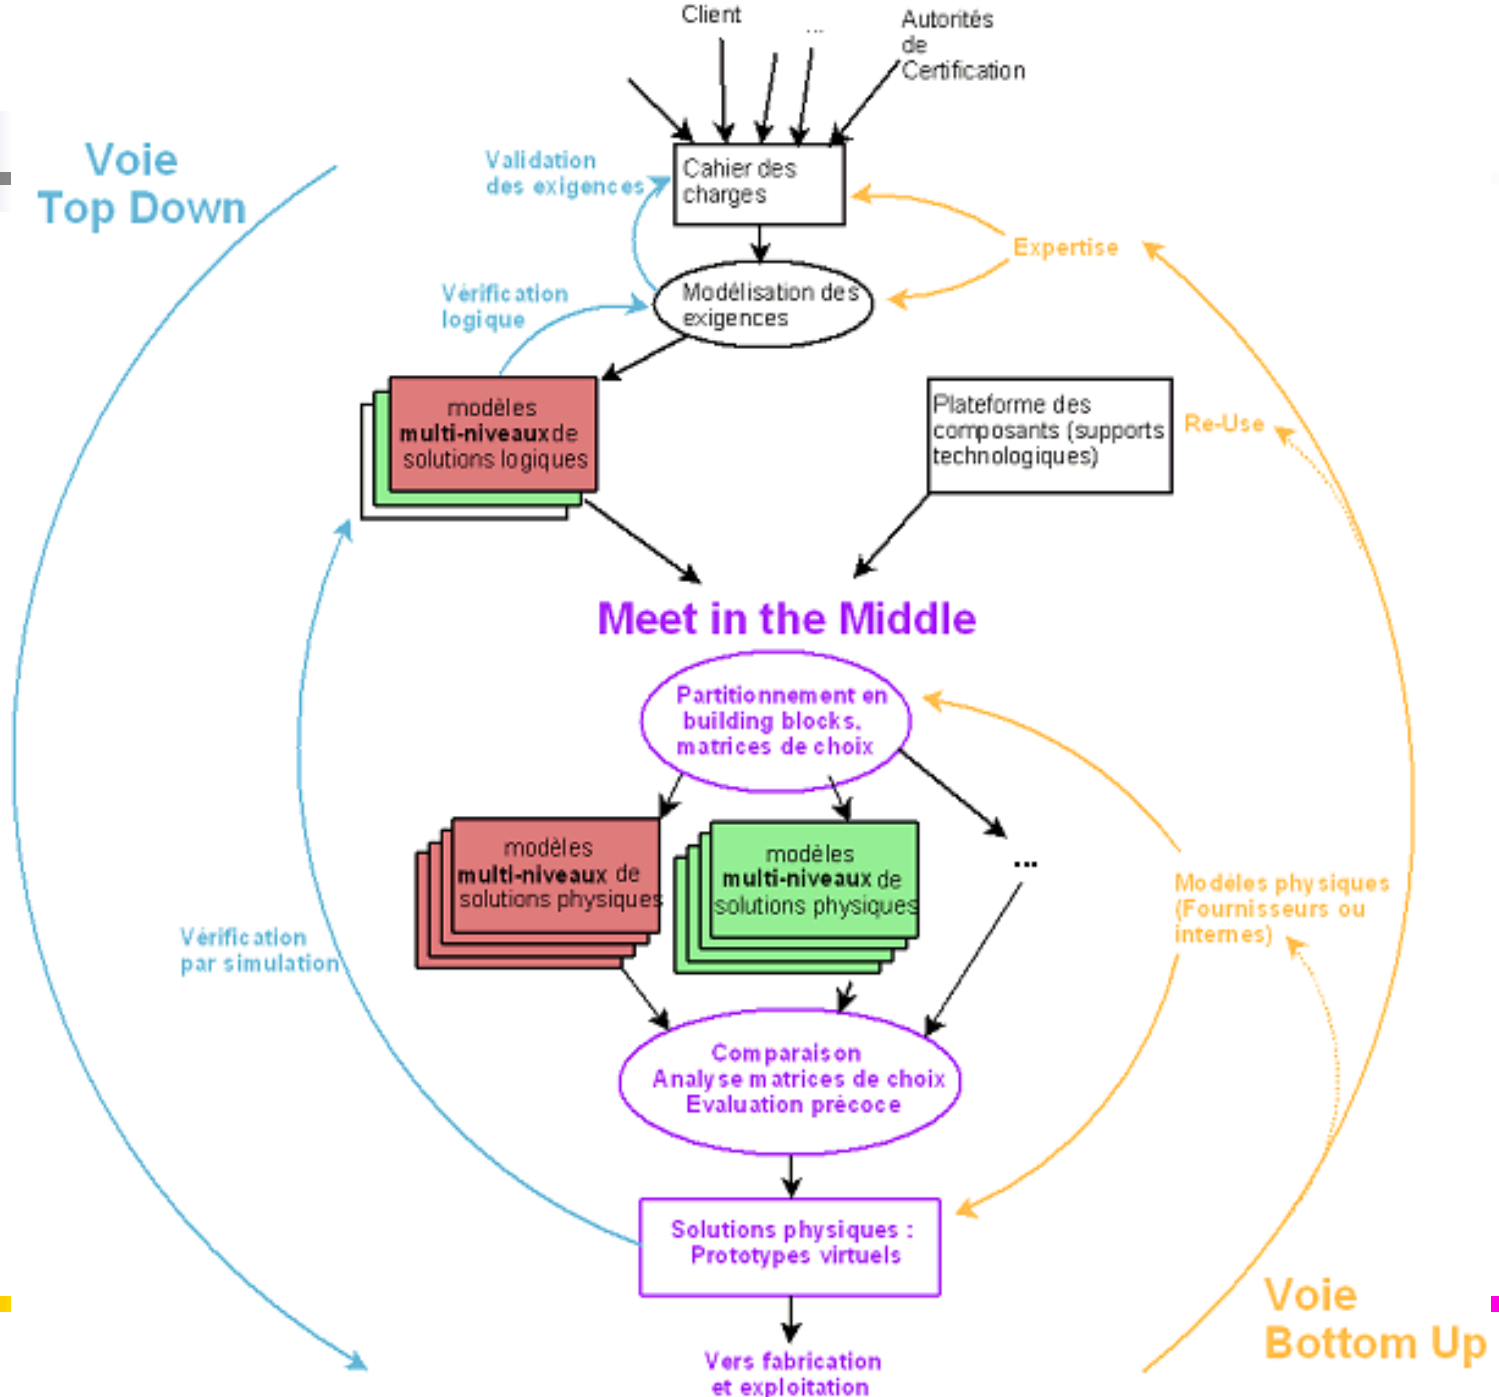 Client
...
Autorités
de
Certification
Voie
Top Down
Validation
des exigences
Cahier des
charges
Expertise
Vérification
logique
Modélisation des
exigences
modèles
multi-niveaux de
solutions logiques
Plateforme des
composants (supports
technologiques)
Re-Use
Meet in the Middle
Partitionnement en
building blocks,
matrices de choix
modèles
multi-niveaux de
solutions physiques
modèles
multi-niveaux de
solutions physiques
...
Modèles physiques
(Fournisseurs ou
internes)
Vérification
par simulation
Comparaison
Analyse matrices de choix
Evaluation précoce
Solutions physiques :
Prototypes virtuels
Voie
Bottom Up
Vers fabrication
et exploitation